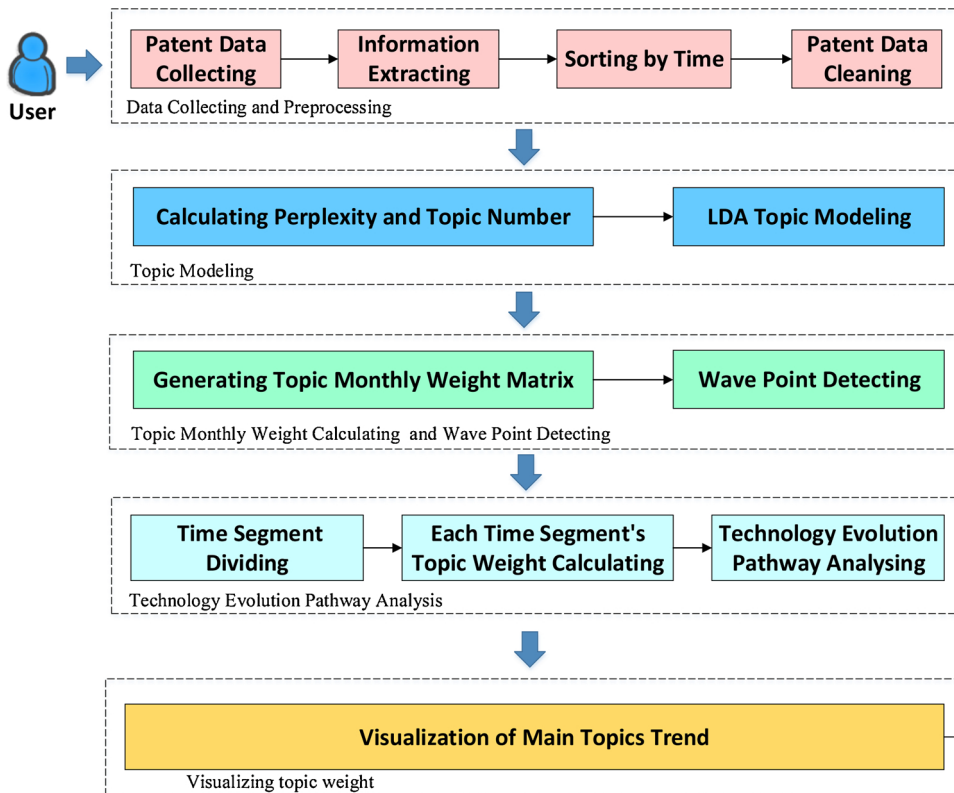 Patent Data
Collecting
Information
Extracting
Sorting by Time
Patent Data
Cleaning
User
Data Collecting and Preprocessing
Calculating Perplexity and Topic Number
LDA Topic Modeling
Topic Modeling
Generating Topic Monthly Weight Matrix
Wave Point Detecting
Topic Monthly Weight Calculating and Wave Point Detecting
Time Segment
Dividing
Each Time Segment's
Topic Weight Calculating
Technology Evolution
Pathway Analysing
Technology Evolution Pathway Analysis
Visualization of Main Topics Trend
Visualizing topic weight